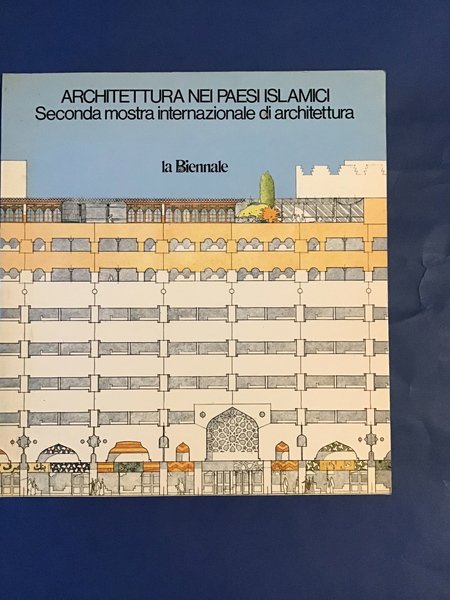 ARCHITETTURA NEI PAESI ISLAMICI
Seconda mostra internazionale di architettura
la Biennale